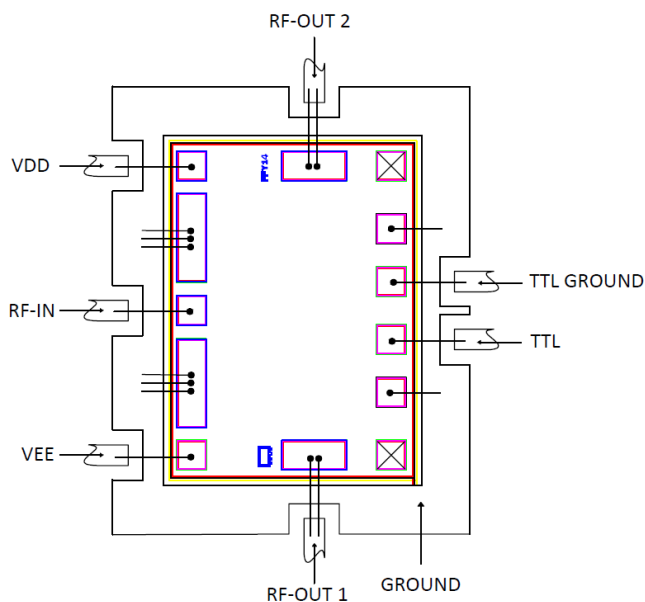 RF-OUT 2
VDD
TTL GROUND
RF-IN
TTL
VEE
RF-OUT 1
GROUND